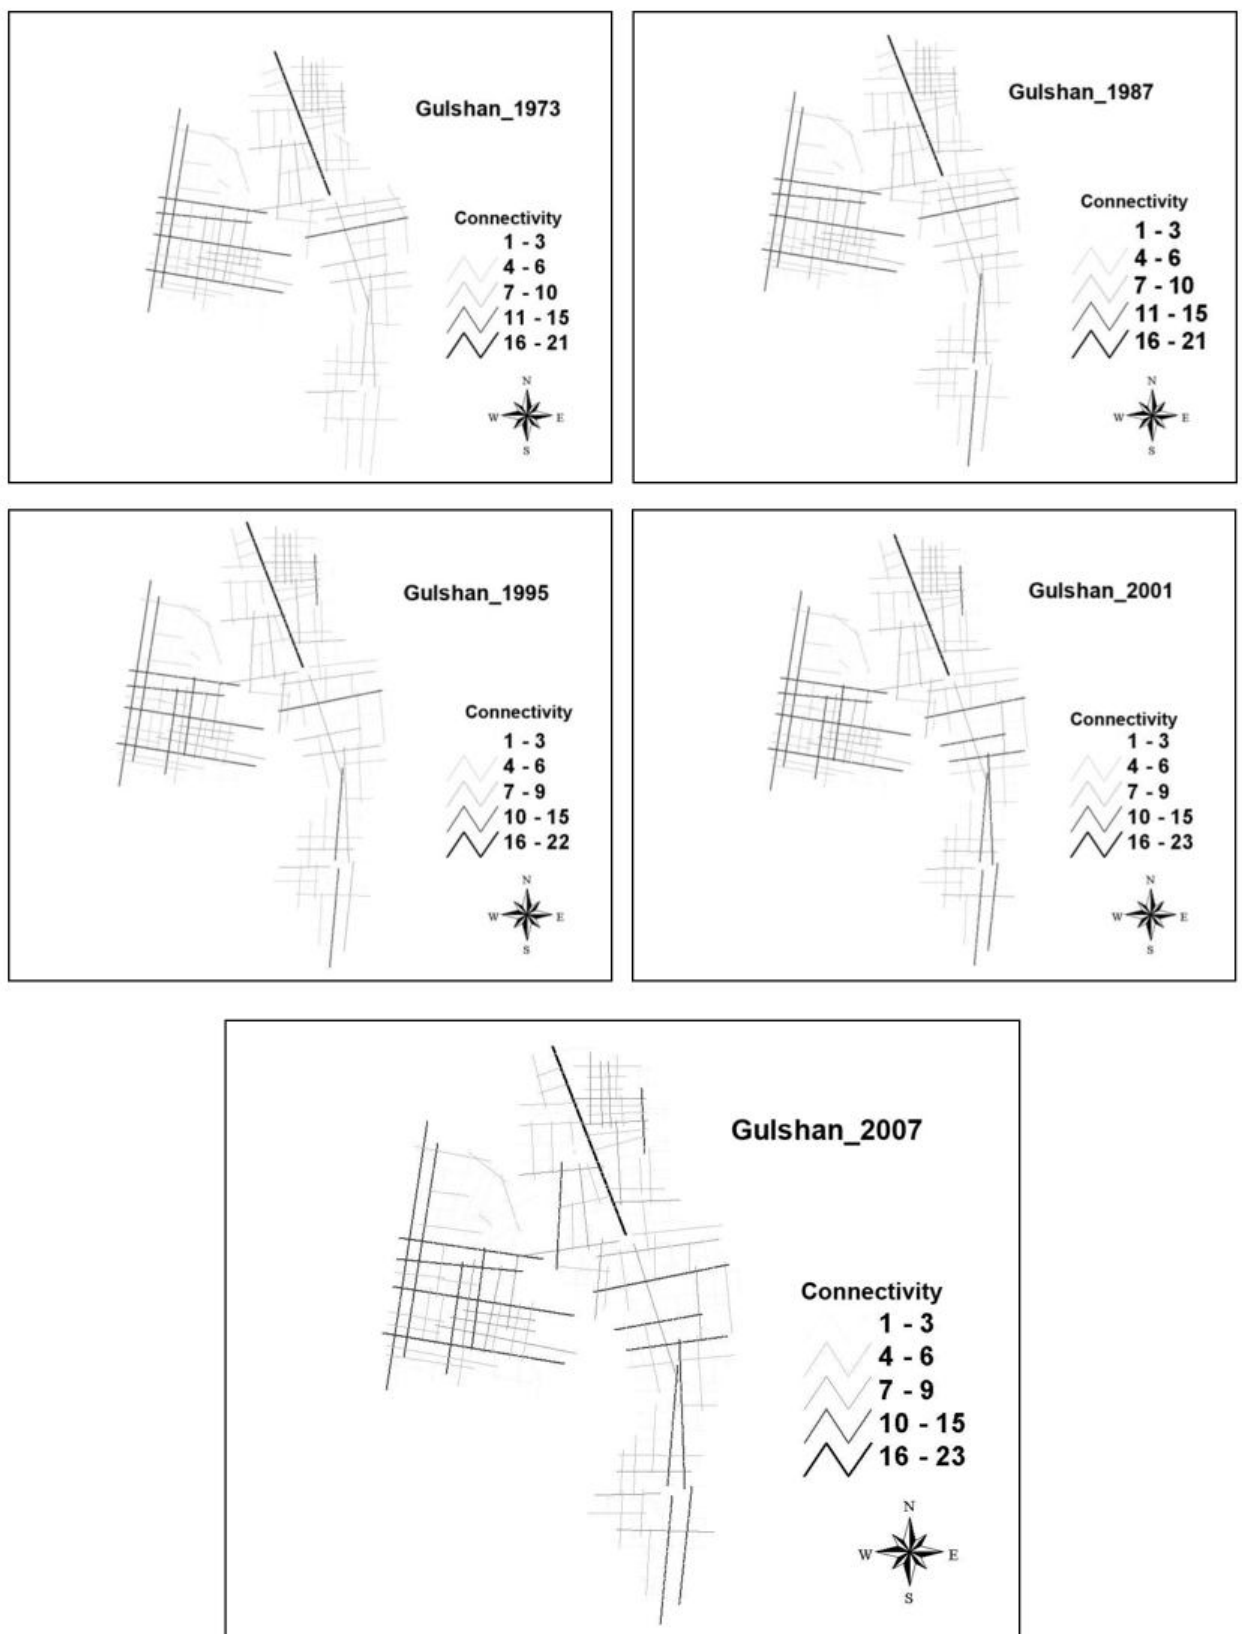 Gulshan_1973
Connectivity
1 - 3
4 - 6
7 - 10
11 - 15
16 - 21
N
W E
S
Gulshan_1987
Connectivity
1 - 3
4 - 6
7 - 10
11 - 15
16 - 21
N
W E
S
Gulshan_1995
Connectivity
1 - 3
4 - 6
7 - 9
10 - 15
16 - 22
N
W E
S
Gulshan_2001
Connectivity
1 - 3
4 - 6
7 - 9
10 - 15
16 - 23
N
W E
S
Gulshan_2007
Connectivity
1 - 3
4 - 6
7 - 9
10 - 15
16 - 23
N
W E
S